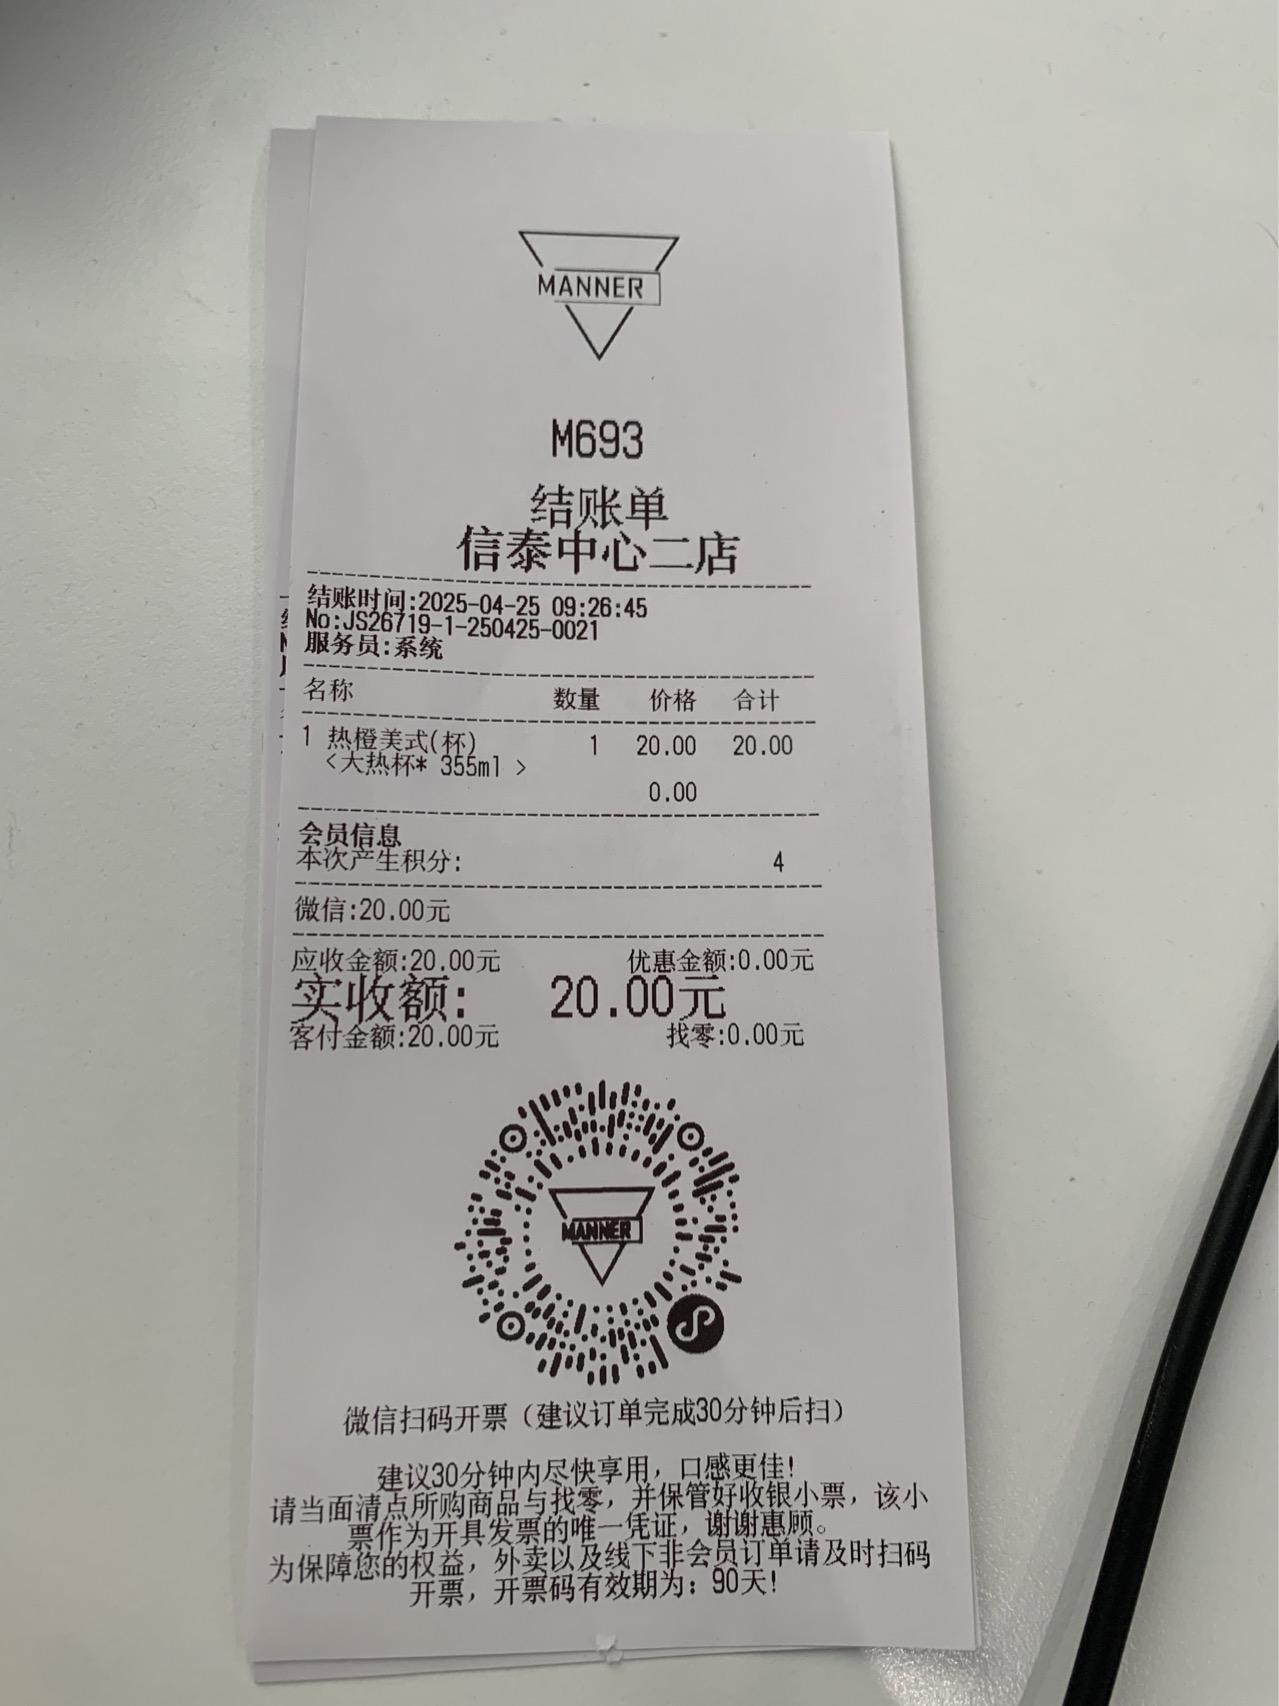 MANNER
M693
结账单
信泰中心二店
结账时间:2025-04-25 09:26:45
No:JS26719-1-250425-0021
服务员:系统
名称 数量 价格 合计
1 热橙美式(杯) 1 20.00 20.00
<大热杯* 355ml >
0.00
会员信息
本次产生积分: 4
微信:20.00元
应收金额:20.00元 优惠金额:0.00元
实收额: 20.00元
客付金额:20.00元 找零:0.00元
MANNER
微信扫码开票（建议订单完成30分钟后扫）
建议30分钟内尽快享用，口感更佳!
请当面清点所购商品与找零，并保管好收银小票，该小
票作为开具发票的唯一凭证，谢谢惠顾。
为保障您的权益，外卖以及线下非会员订单请及时扫码
开票，开票码有效期为：90天!